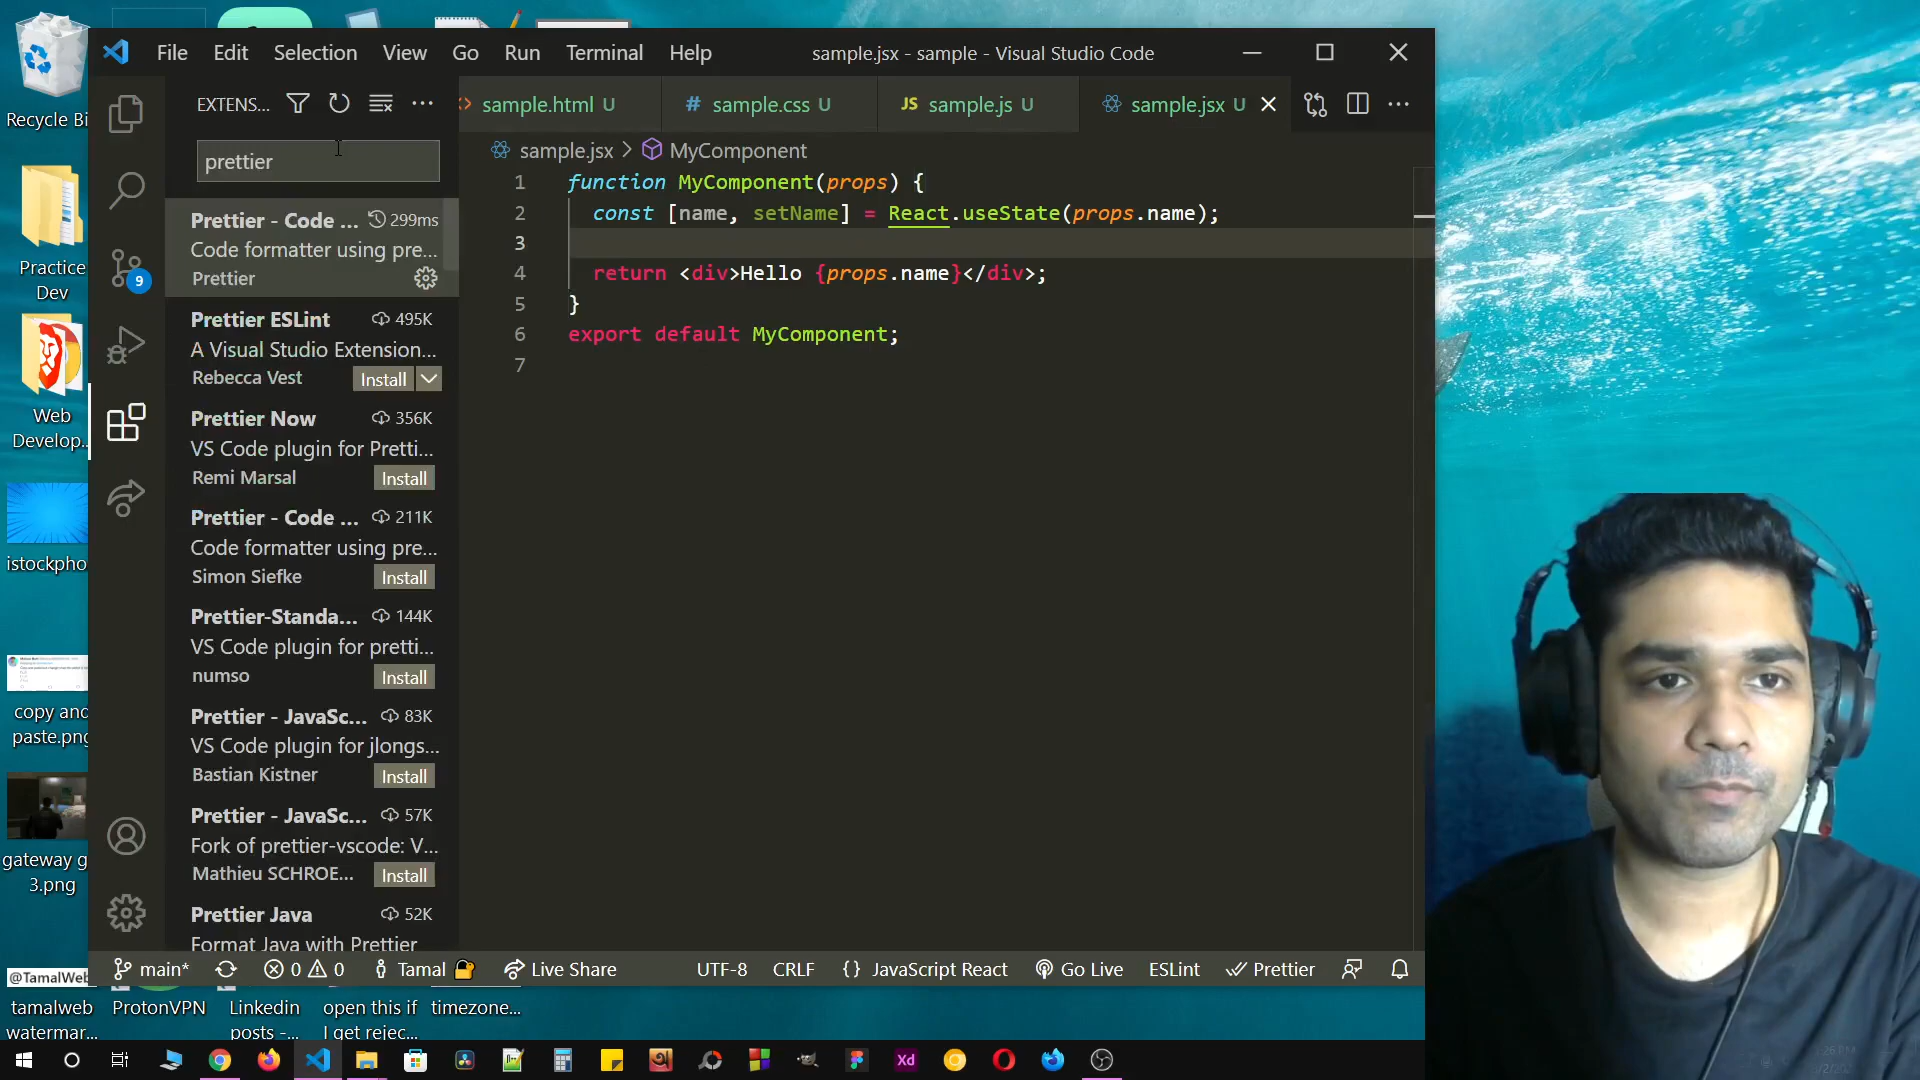 File Edit Selection View Go Run Terminal Help
sample.jsx - sample - Visual Studio Code
EXTENS...
sample.html U
# sample.css U
JS sample.js U
sample.jsx U
prettier
sample.jsx > MyComponent
Prettier - Code ... 299ms
Code formatter using pre...
Prettier
Prettier ESLint 495K
A Visual Studio Extension...
Rebecca Vest Install
Prettier Now 356K
VS Code plugin for Pretti...
Remi Marsal Install
Prettier - Code ... 211K
Code formatter using pre...
Simon Siefke Install
Prettier-Standa... 144K
VS Code plugin for pretti...
numso Install
Prettier - JavaSc... 83K
VS Code plugin for jlongs...
Bastian Kistner Install
Prettier - JavaSc... 57K
Fork of prettier-vscode: V...
Mathieu SCHROE... Install
Prettier Java 52K
Format Java with Prettier
9
1 function MyComponent(props) {
2 const [name, setName] = React.useState(props.name);
3
4 return <div>Hello {props.name}</div>;
5 }
6 export default MyComponent;
7
main* 0 0 Tamal Live Share UTF-8 CRLF {} JavaScript React Go Live ESLint Prettier
Recycle Bi
Practice
Dev
Web
Develop...
istockpho
copy and
paste.png
gateway g
3.png
@TamalWeb
tamalweb
watermar...
ProtonVPN
Linkedin
posts - ...
open this if
I get rejec...
timezone...
Xd